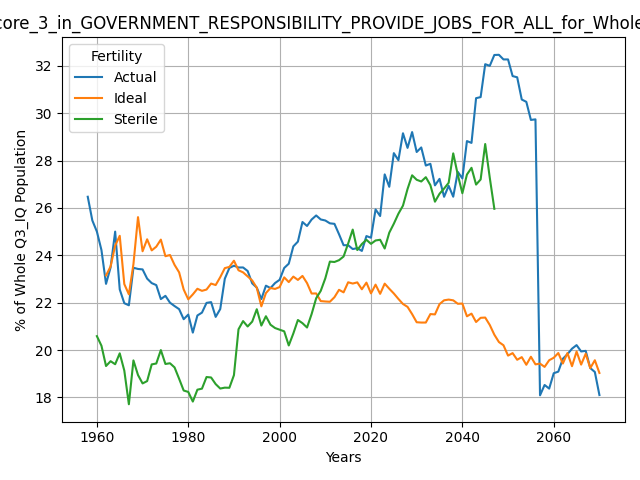 core_3_in_GOVERNMENT_RESPONSIBILITY_PROVIDE_JOBS_FOR_ALL_for_Whole
Fertility
Actual
Ideal
Sterile
% of Whole Q3_IQ Population
32
30
28
26
24
22
20
18
1960
1980
2000
2020
2040
2060
Years